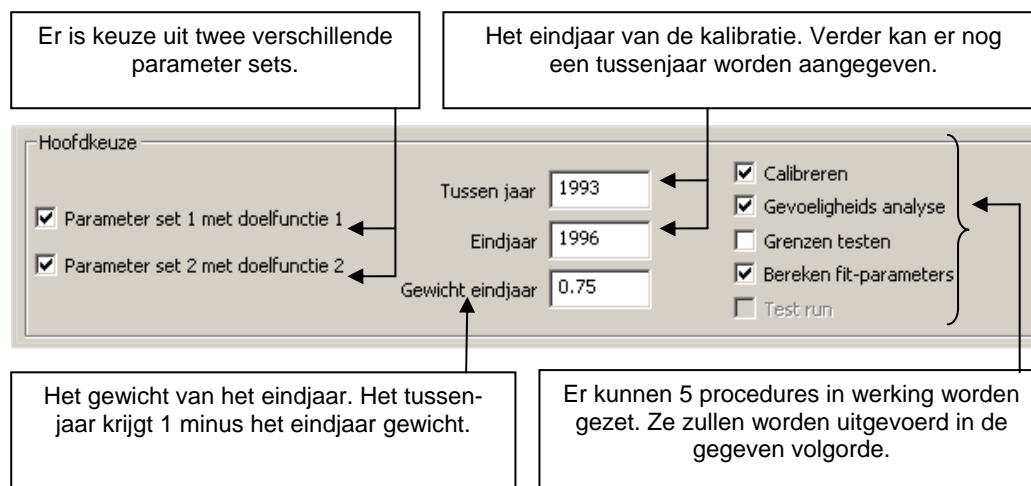 Er is keuze uit twee verschillende
parameter sets.
Het eindjaar van de kalibratie. Verder kan er nog
een tussenjaar worden aangegeven.
Hoofdkeuze
Parameter set 1 met doelfunctie 1
Parameter set 2 met doelfunctie 2
Tussen jaar 1993
Eindjaar 1996
Gewicht eindjaar 0.75
Calibreren
Gevoeligheids analyse
Grenzen testen
Bereken fit-parameters
Test run
Het gewicht van het eindjaar. Het tussen-
jaar krijgt 1 minus het eindjaar gewicht.
Er kunnen 5 procedures in werking worden
gezet. Ze zullen worden uitgevoerd in de
gegeven volgorde.